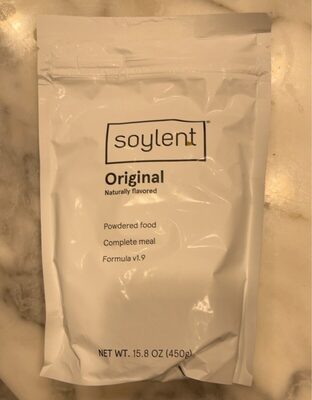 soylent
Original
Naturally flavored
Powdered food
Complete meal
Formula v1.9
NET WT. 15.8 OZ (450g)